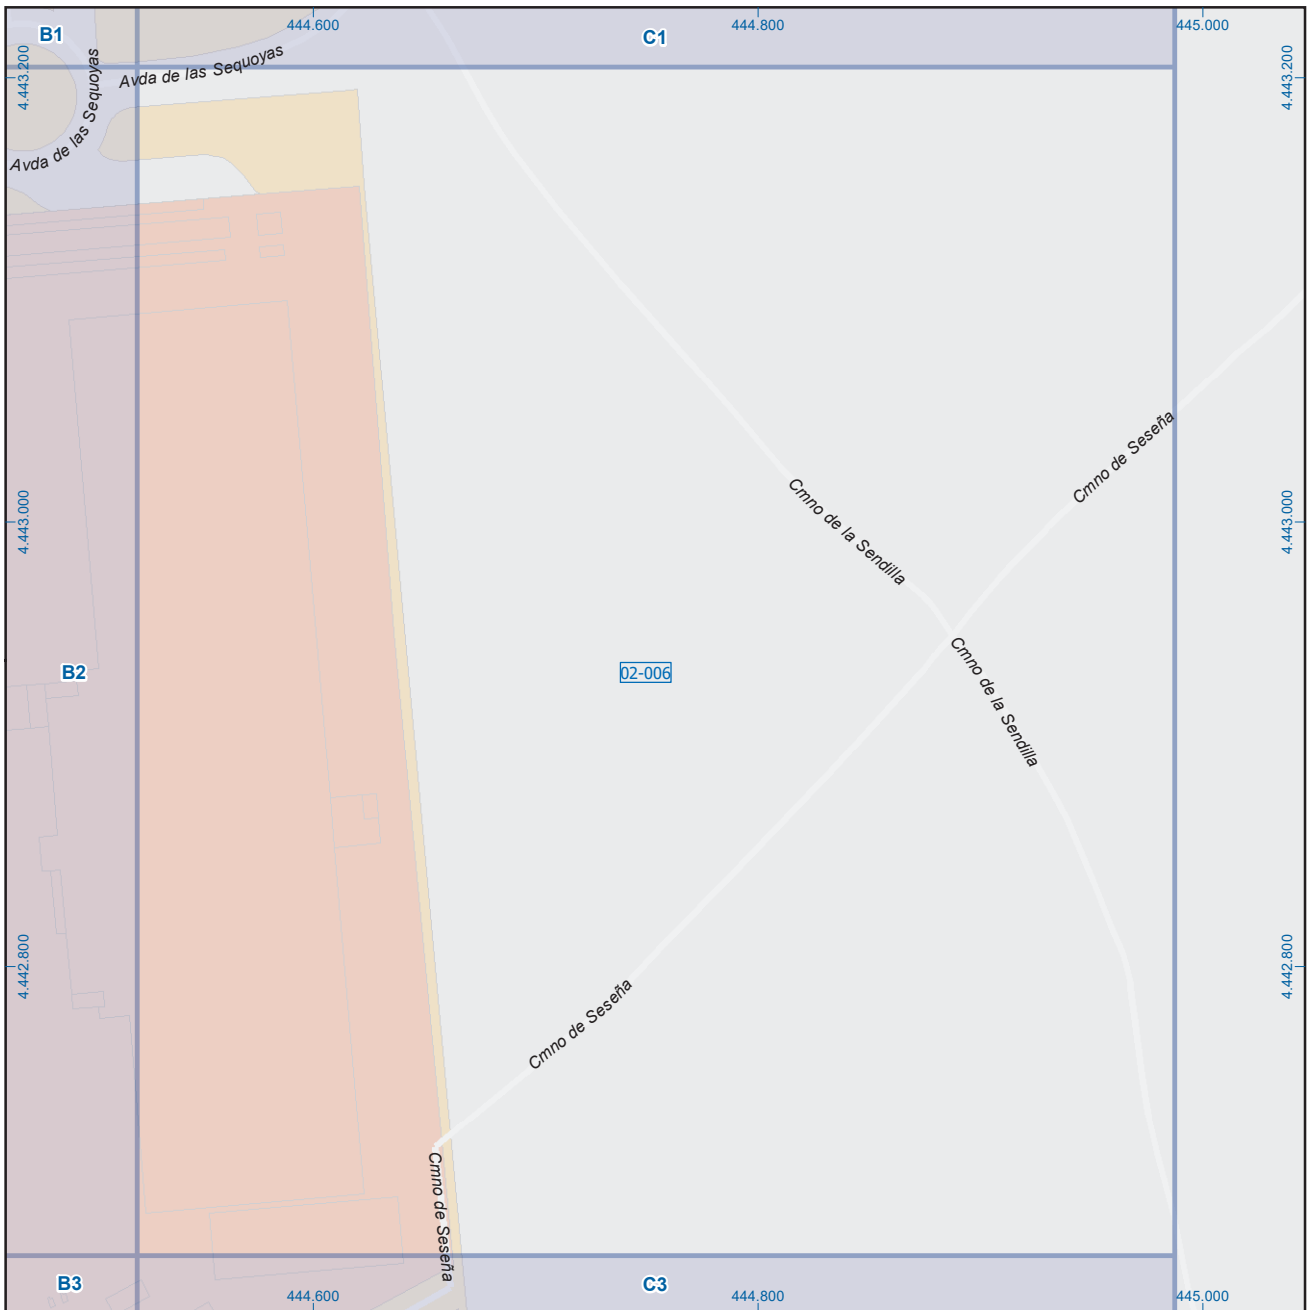 B1
444.600
C1
444.800
445.000
4.443.200
Avda de las Sequoyas
Avda de las Sequoyas
4.443.200
Cmno de Seseña
Cmno de la Sendilla
4.443.000
4.443.000
B2
02-006
Cmno de la Sendilla
4.442.800
4.442.800
Cmno de Seseña
Cmno de Seseña
B3
444.600
C3
444.800
445.000